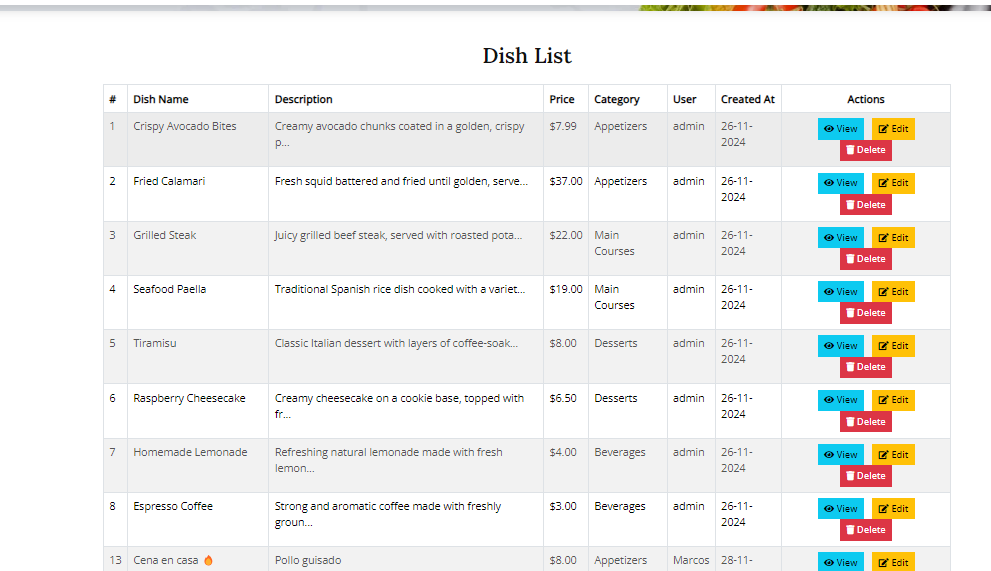 Dish List
# Dish Name Description Price Category User Created At Actions
1 Crispy Avocado Bites Creamy avocado chunks coated in a golden, crispy $7.99 Appetizers admin 26-11- View Edit
p... 2024 Delete
2 Fried Calamari Fresh squid battered and fried until golden, serve... $37.00 Appetizers admin 26-11- View Edit
2024 Delete
3 Grilled Steak Juicy grilled beef steak, served with roasted pota... $22.00 Main admin 26-11- View Edit
Courses 2024 Delete
4 Seafood Paella Traditional Spanish rice dish cooked with a variet... $19.00 Main admin 26-11- View Edit
Courses 2024 Delete
5 Tiramisu Classic Italian dessert with layers of coffee-soak... $8.00 Desserts admin 26-11- View Edit
2024 Delete
6 Raspberry Cheesecake Creamy cheesecake on a cookie base, topped with $6.50 Desserts admin 26-11- View Edit
fr... 2024 Delete
7 Homemade Lemonade Refreshing natural lemonade made with fresh $4.00 Beverages admin 26-11- View Edit
lemon... 2024 Delete
8 Espresso Coffee Strong and aromatic coffee made with freshly $3.00 Beverages admin 26-11- View Edit
groun... 2024 Delete
13 Cena en casa 🔥 Pollo guisado $8.00 Appetizers Marcos 28-11- View Edit